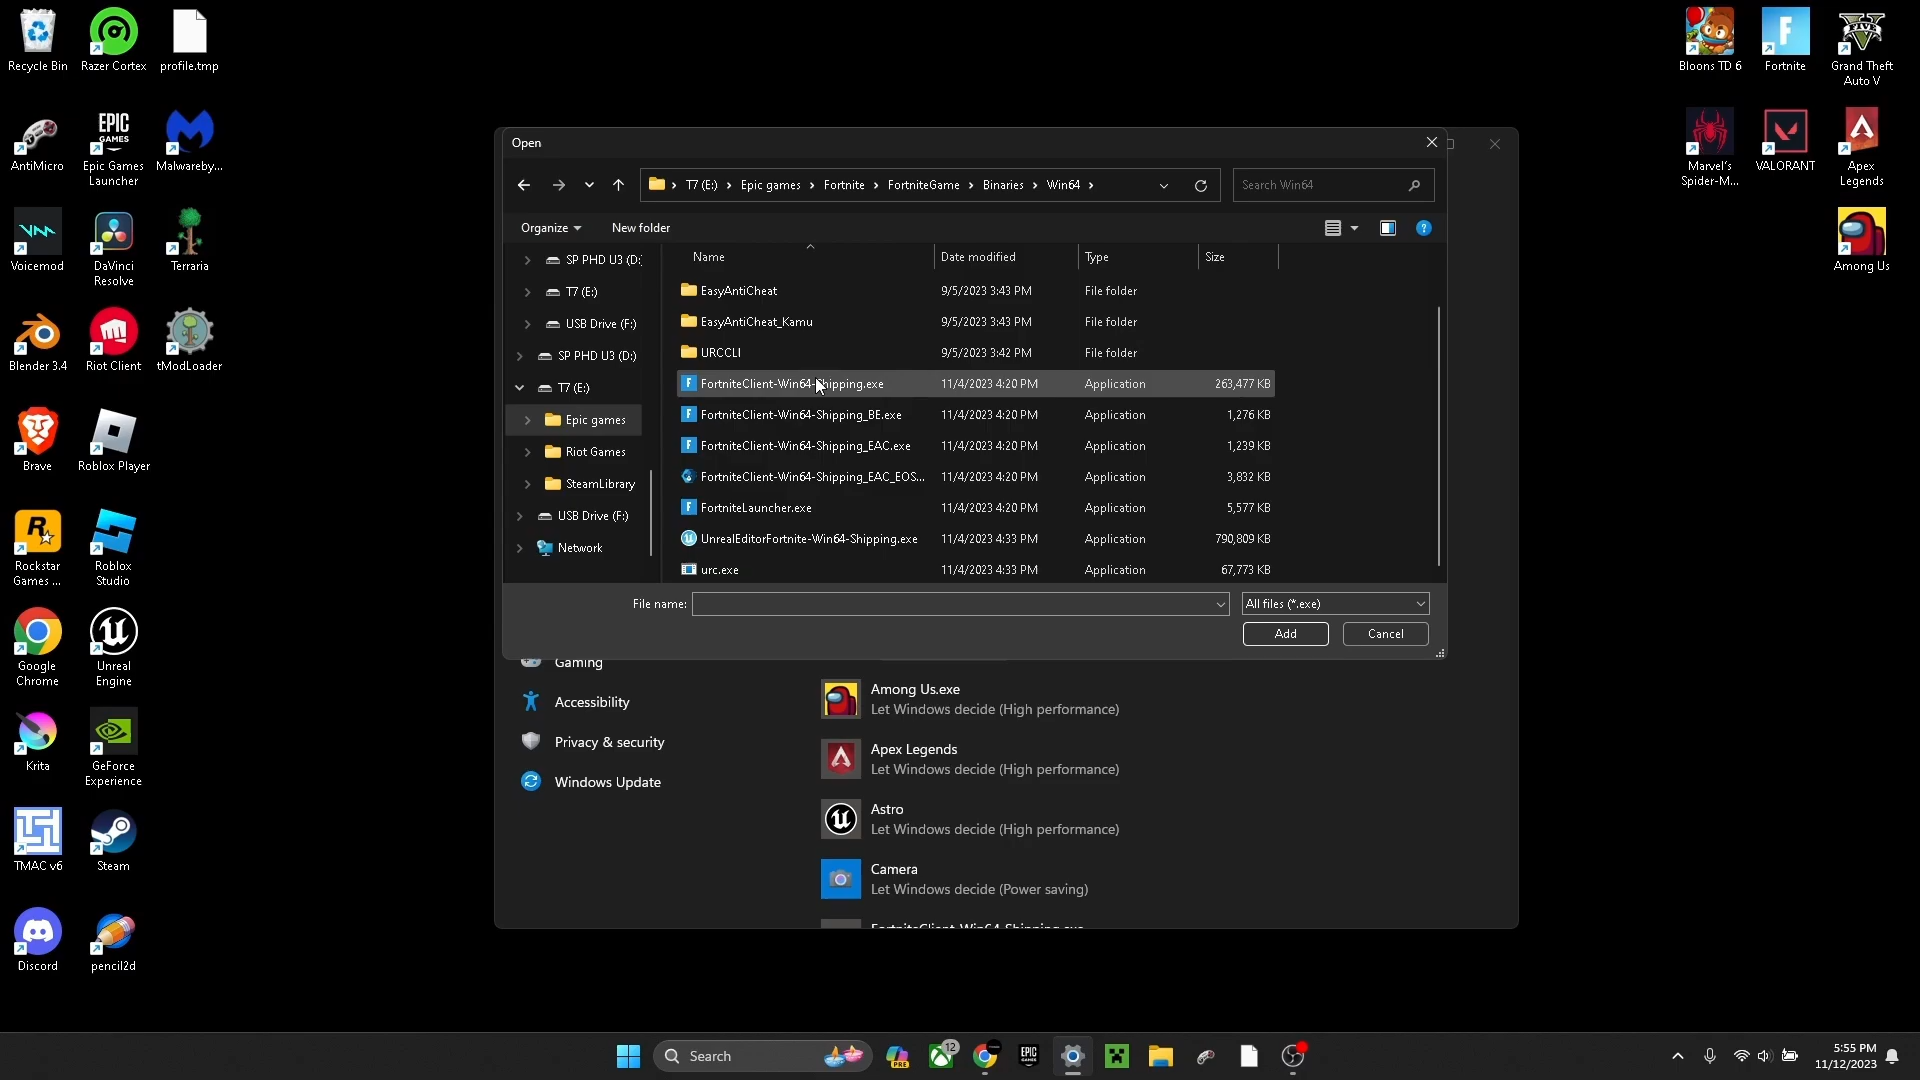 Recycle Bin
Razer Cortex
profile.tmp
Bloons TD 6
Fortnite
Grand Theft
Auto V
AntiMicro
EPIC
GAMES
Epic Games
Launcher
Malwareby...
Marvel's
Spider-M...
VALORANT
Apex
Legends
Voicemod
DaVinci
Resolve
Terraria
Among Us
Blender 3.4
Riot Client
tModLoader
Brave
Roblox Player
Rockstar
Games ...
Roblox
Studio
Google
Chrome
Unreal
Engine
Krita
GeForce
Experience
TMAC v6
Steam
Discord
pencil2d
Open
T7 (E:) > Epic games > Fortnite > FortniteGame > Binaries > Win64 >
Search Win64
Organize
New folder
SP PHD U3 (D:
T7 (E:)
USB Drive (F:)
SP PHD U3 (D:)
T7 (E:)
Epic games
Riot Games
SteamLibrary
USB Drive (F:)
Network
Name Date modified Type Size
EasyAntiCheat 9/5/2023 3:43 PM File folder
EasyAntiCheat_Kamu 9/5/2023 3:43 PM File folder
URCCLI 9/5/2023 3:42 PM File folder
FortniteClient-Win64-Shipping.exe 11/4/2023 4:20 PM Application 263,477 KB
FortniteClient-Win64-Shipping_BE.exe 11/4/2023 4:20 PM Application 1,276 KB
FortniteClient-Win64-Shipping_EAC.exe 11/4/2023 4:20 PM Application 1,239 KB
FortniteClient-Win64-Shipping_EAC_EOS... 11/4/2023 4:20 PM Application 3,832 KB
FortniteLauncher.exe 11/4/2023 4:20 PM Application 5,577 KB
UnrealEditorFortnite-Win64-Shipping.exe 11/4/2023 4:33 PM Application 790,809 KB
urc.exe 11/4/2023 4:33 PM Application 67,773 KB
File name:
All files (*.exe)
Add
Cancel
Gaming
Accessibility
Privacy & security
Windows Update
Among Us.exe
Let Windows decide (High performance)
Apex Legends
Let Windows decide (High performance)
Astro
Let Windows decide (High performance)
Camera
Let Windows decide (Power saving)
FortniteClient-Win64-Shipping.exe
Search
PRE
12
EPIC
GAMES
5:55 PM
11/12/2023